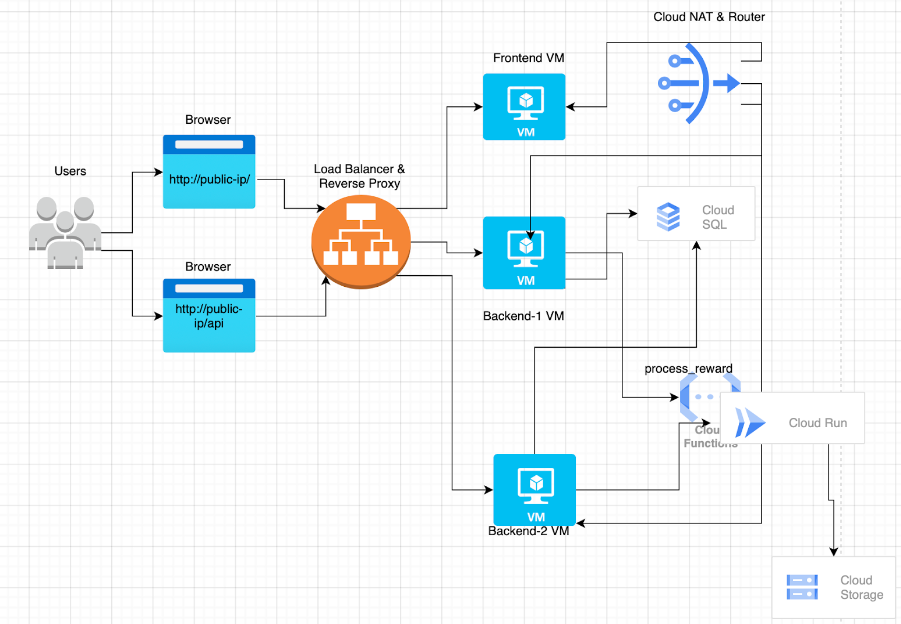 Cloud NAT & Router
Frontend VM
VM
Browser
http://public-ip/
Users
Load Balancer &
Reverse Proxy
Cloud
SQL
VM
Backend-1 VM
Browser
http://public-
ip/api
process_reward
Cloud
Functions
Cloud Run
VM
Backend-2 VM
Cloud
Storage